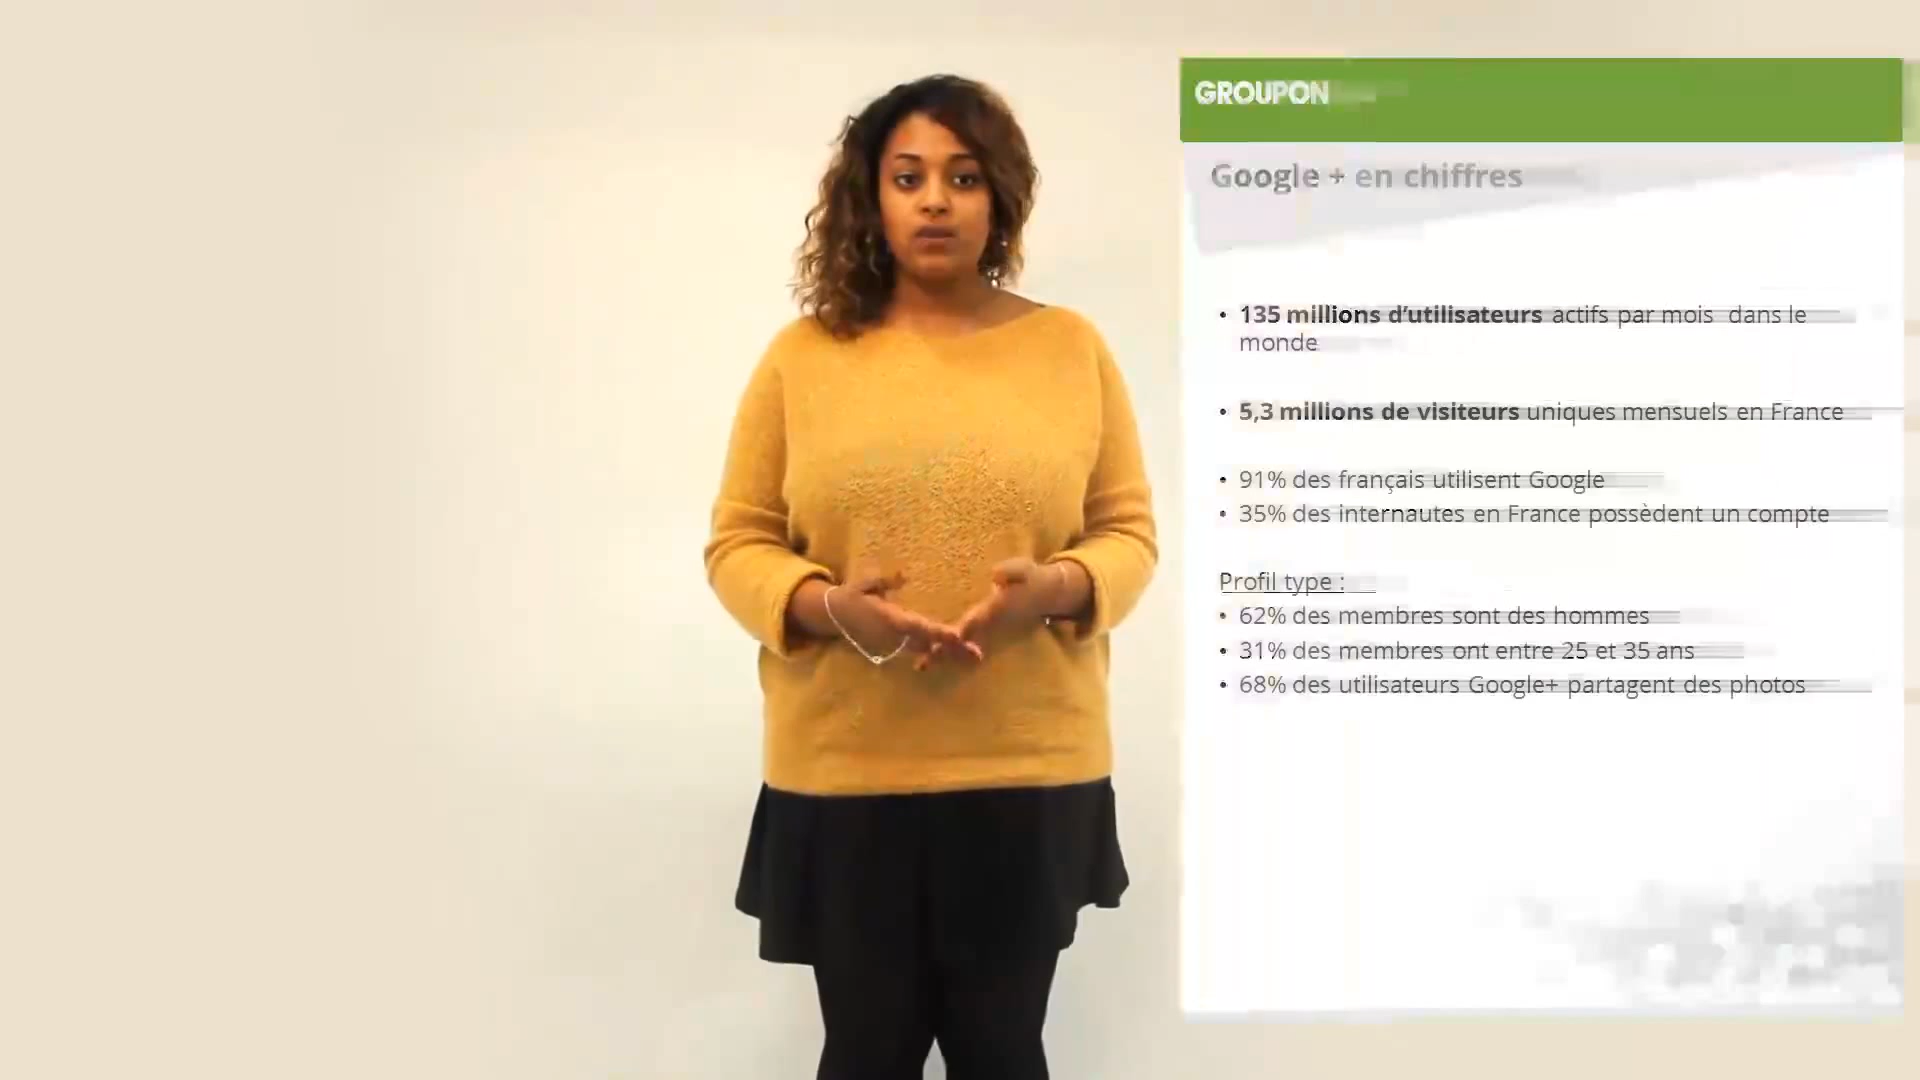 GROUPON
Google + en chiffres
• 135 millions d’utilisateurs actifs par mois dans le
monde
• 5,3 millions de visiteurs uniques mensuels en France
• 91% des français utilisent Google
• 35% des internautes en France possèdent un compte
Profil type :
• 62% des membres sont des hommes
• 31% des membres ont entre 25 et 35 ans
• 68% des utilisateurs Google+ partagent des photos